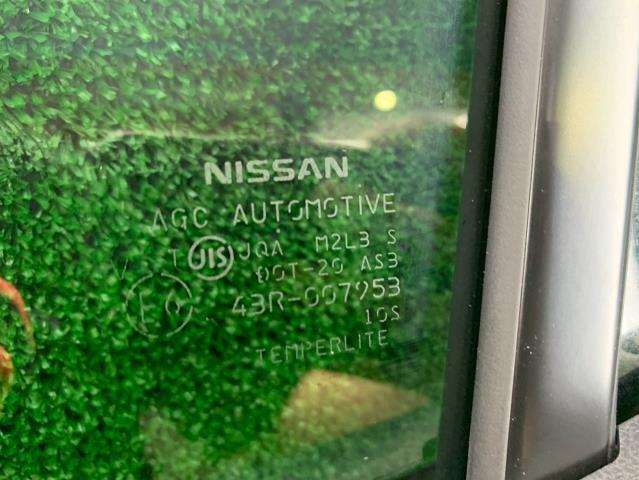 NISSAN
AGC AUTOMOTIVE
T JIS JQA M2L3 S
DOT-20 AS3
43R-007953
10S
TEMPERLITE